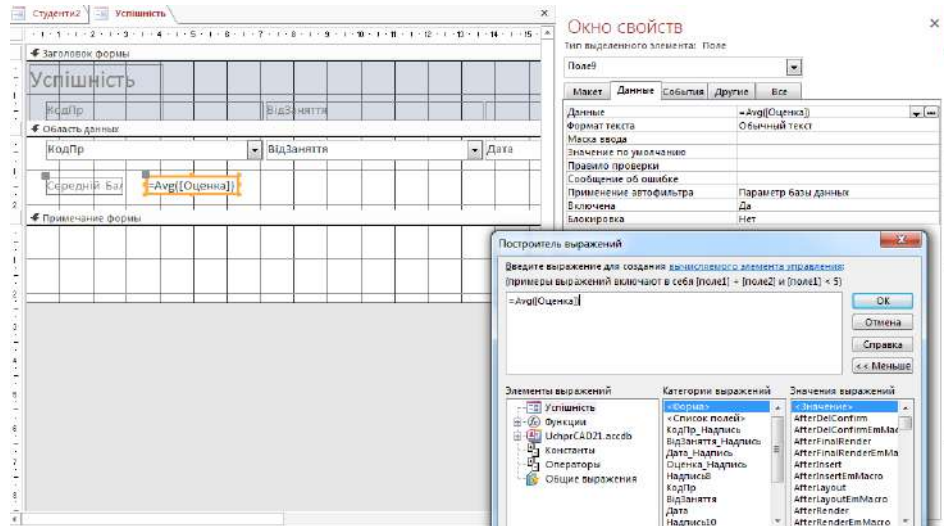 Студенти2 Успішність
Заголовок формы
Успішність
КодПр ВідЗаняття
Область данных
КодПр ВідЗаняття Дата
Середній Бал =Avg([Оценка])
Примечание формы
Окно свойств
Тип выделенного элемента: Поле
Поле9
Макет Данные События Другие Все
Данные =Avg([Оценка])
Формат текста Обычный текст
Маска ввода
Значение по умолчанию
Правило проверки
Сообщение об ошибке
Применение автофильтра Параметр базы данных
Включена Да
Блокировка Нет
Построитель выражений
Введите выражение для создания вычисляемого элемента управления:
(примеры выражений включают в себя [поле1] + [поле2] и [поле1] < 5)
=Avg([Оценка])
OK
Отмена
Справка
<< Меньше
Элементы выражений
Успішність
Функции
UchprCAD21.accdb
Константы
Операторы
Общие выражения
Категории выражений
<Форма>
<Список полей>
КодПр_Надпись
ВідЗаняття_Надпись
Дата_Надпись
Оценка_Надпись
Надпись8
КодПр
ВідЗаняття
Дата
Надпись10
Значения выражений
<Значение>
AfterDelConfirm
AfterDelConfirmEmMac
AfterFinalRender
AfterFinalRenderEmMa
AfterInsert
AfterInsertEmMacro
AfterLayout
AfterLayoutEmMacro
AfterRender
AfterRenderEmMacro